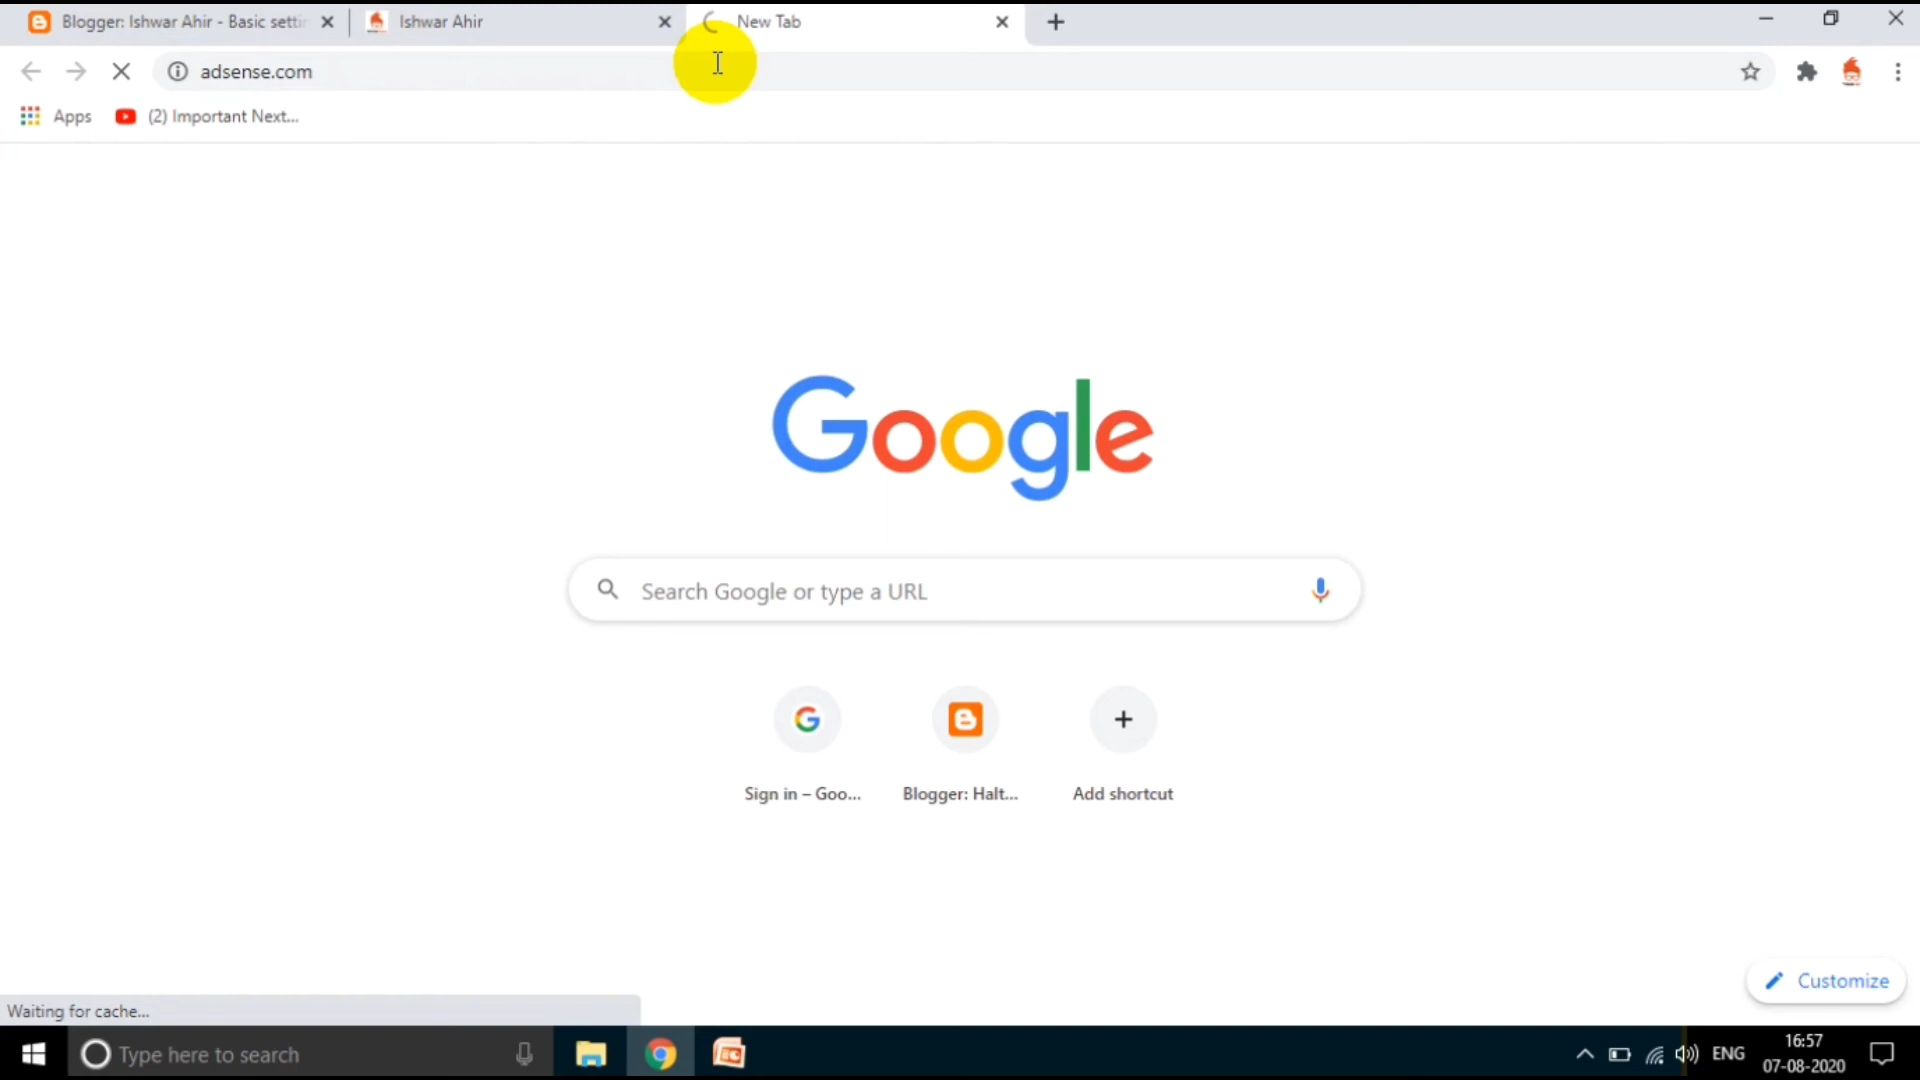 Blogger: Ishwar Ahir - Basic settin
Ishwar Ahir
New Tab
adsense.com
Apps
(2) Important Next...
Google
Search Google or type a URL
Sign in – Goo...
Blogger: Halt...
Add shortcut
Customize
Waiting for cache...
Type here to search
ENG
16:57
07-08-2020